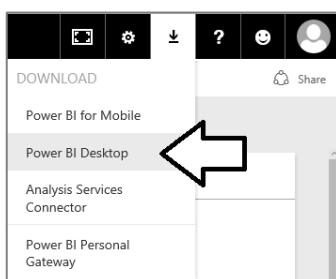 ?
DOWNLOAD
Share
Power BI for Mobile
Power BI Desktop
Analysis Services
Connector
Power BI Personal
Gateway